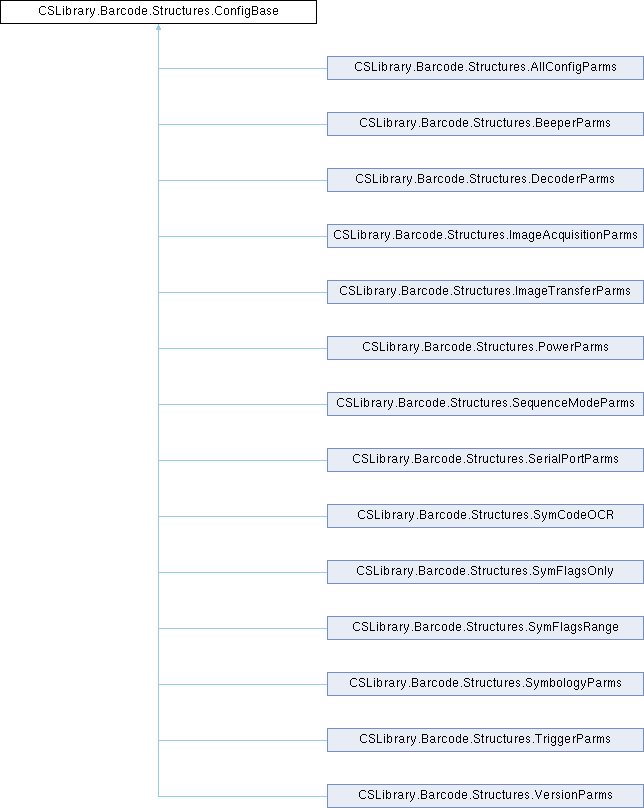 CSLibrary.Barcode.Structures.ConfigBase
CSLibrary.Barcode.Structures.AllConfigParms
CSLibrary.Barcode.Structures.BeeperParms
CSLibrary.Barcode.Structures.DecoderParms
CSLibrary.Barcode.Structures.ImageAcquisitionParms
CSLibrary.Barcode.Structures.ImageTransferParms
CSLibrary.Barcode.Structures.PowerParms
CSLibrary.Barcode.Structures.SequenceModeParms
CSLibrary.Barcode.Structures.SerialPortParms
CSLibrary.Barcode.Structures.SymCodeOCR
CSLibrary.Barcode.Structures.SymFlagsOnly
CSLibrary.Barcode.Structures.SymFlagsRange
CSLibrary.Barcode.Structures.SymbologyParms
CSLibrary.Barcode.Structures.TriggerParms
CSLibrary.Barcode.Structures.VersionParms